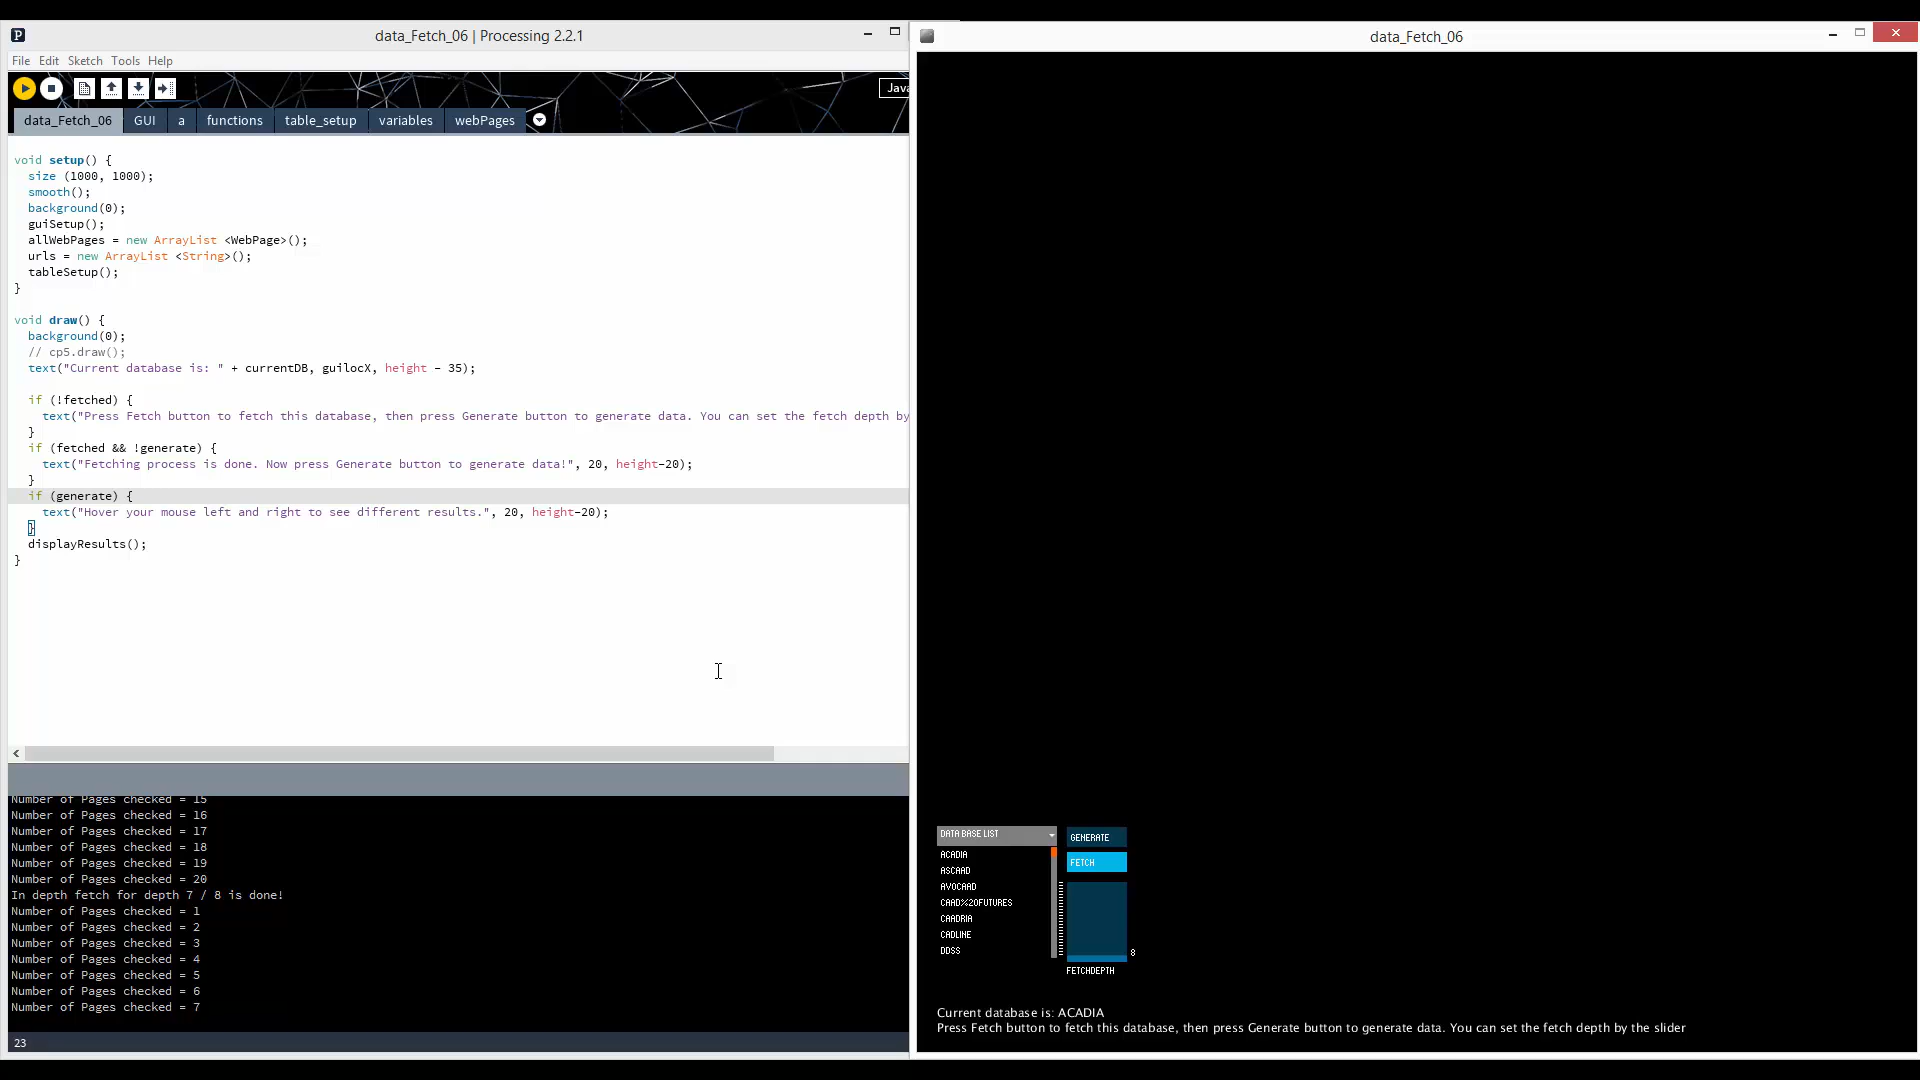 data_Fetch_06 | Processing 2.2.1
File Edit Sketch Tools Help
Java
data_Fetch_06 GUI a functions table_setup variables webPages
void setup() {
size (1000, 1000);
smooth();
background(0);
guiSetup();
allWebPages = new ArrayList <WebPage>();
urls = new ArrayList <String>();
tableSetup();
}
void draw() {
background(0);
// cp5.draw();
text("Current database is: " + currentDB, guilocX, height - 35);
if (!fetched) {
text("Press Fetch button to fetch this database, then press Generate button to generate data. You can set the fetch depth by
}
if (fetched && !generate) {
text("Fetching process is done. Now press Generate button to generate data!", 20, height-20);
}
if (generate) {
text("Hover your mouse left and right to see different results.", 20, height-20);
}
displayResults();
}
Number of Pages checked = 15
Number of Pages checked = 16
Number of Pages checked = 17
Number of Pages checked = 18
Number of Pages checked = 19
Number of Pages checked = 20
In depth fetch for depth 7 / 8 is done!
Number of Pages checked = 1
Number of Pages checked = 2
Number of Pages checked = 3
Number of Pages checked = 4
Number of Pages checked = 5
Number of Pages checked = 6
Number of Pages checked = 7
23
data_Fetch_06
DATA BASE LIST
ACADIA
ASCAAD
AVOCAAD
CAAD%20FUTURES
CAADRIA
CADLINE
DDSS
GENERATE
FETCH
8
FETCHDEPTH
Current database is: ACADIA
Press Fetch button to fetch this database, then press Generate button to generate data. You can set the fetch depth by the slider